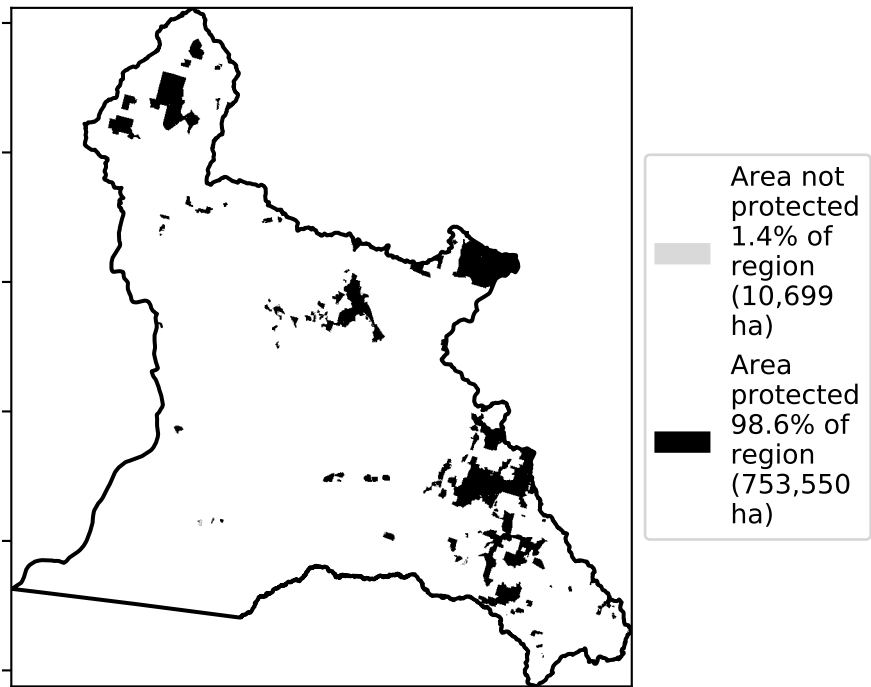 Area not
protected
1.4% of
region
(10,699
ha)
Area
protected
98.6% of
region
(753,550
ha)